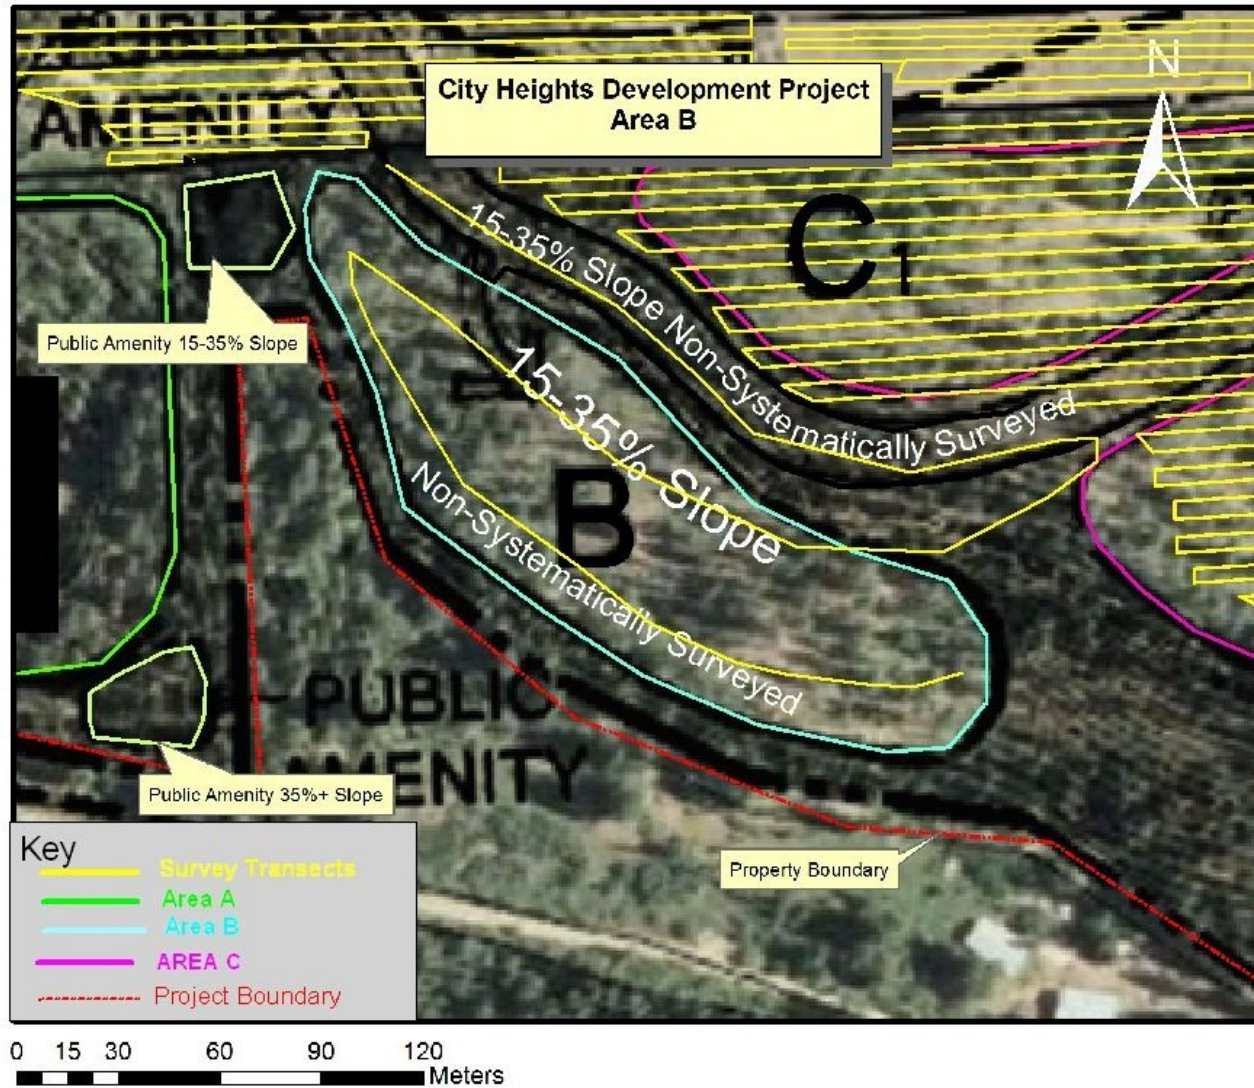 PUBLIC
AMENITY
City Heights Development Project
Area B
N
C1
15-35% Slope Non-Systematically Surveyed
Public Amenity 15-35% Slope
15-35% Slope
B
Non-Systematically Surveyed
PUBLIC
AMENITY
Public Amenity 35%+ Slope
Property Boundary
Key
Survey Transects
Area A
Area B
AREA C
Project Boundary
0 15 30 60 90 120
Meters